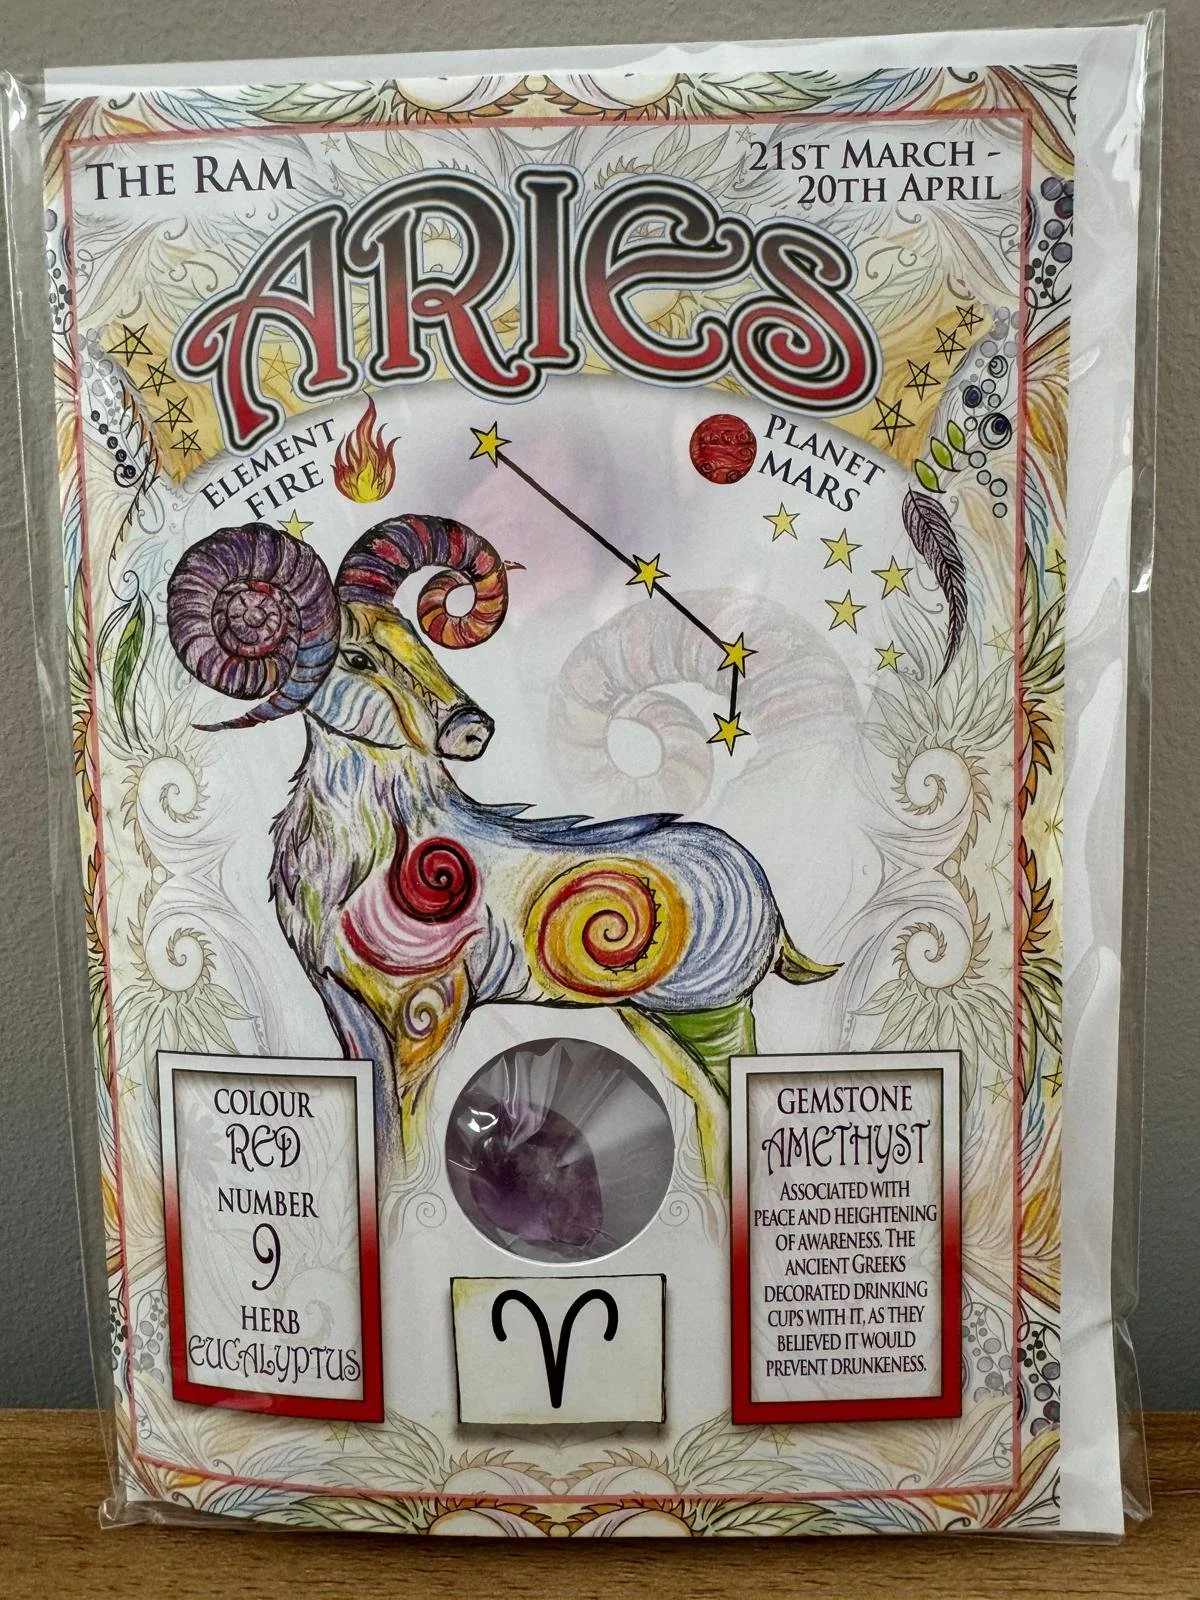 THE RAM
21ST MARCH -
20TH APRIL
ARIES
ELEMENT
FIRE
PLANET
MARS
COLOUR
RED
NUMBER
9
HERB
EUCALYPTUS
GEMSTONE
AMETHYST
ASSOCIATED WITH
PEACE AND HEIGHTENING
OF AWARENESS. THE
ANCIENT GREEKS
DECORATED DRINKING
CUPS WITH IT, AS THEY
BELIEVED IT WOULD
PREVENT DRUNKENESS.